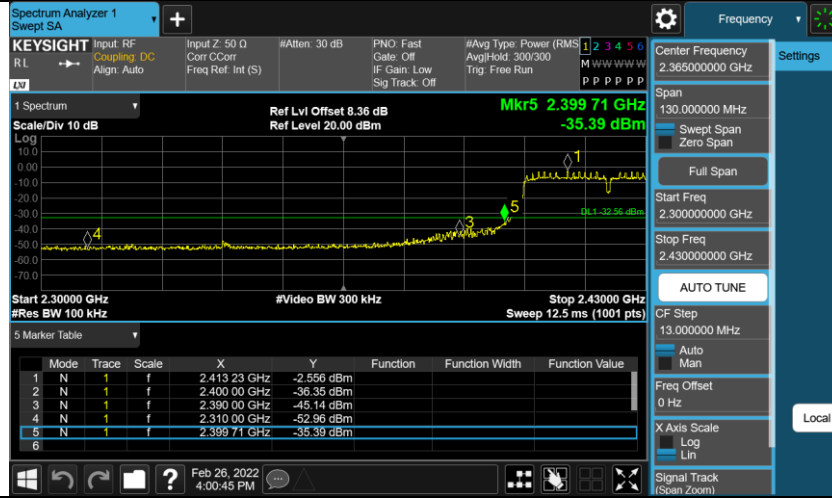 Spectrum Analyzer 1
Swept SA
+
Frequency
KEYSIGHT
RL
LXI
Input: RF
Coupling: DC
Align: Auto
Input Z: 50 Ω
Corr CCorr
Freq Ref: Int (S)
#Atten: 30 dB
PNO: Fast
Gate: Off
IF Gain: Low
Sig Track: Off
#Avg Type: Power (RMS
Avg|Hold: 300/300
Trig: Free Run
1 2 3 4 5 6
M W W W W W
P P P P P P
1 Spectrum
Scale/Div 10 dB
Ref Lvl Offset 8.36 dB
Ref Level 20.00 dBm
Mkr5 2.399 71 GHz
-35.39 dBm
Log
10.0
0.00
-10.0
-20.0
-30.0
-40.0
-50.0
-60.0
-70.0
1
5
DL1 -32.56 dBm
3
4
Start 2.30000 GHz
#Res BW 100 kHz
#Video BW 300 kHz
Stop 2.43000 GHz
Sweep 12.5 ms (1001 pts)
5 Marker Table
Mode Trace Scale X Y Function Function Width Function Value
1 N 1 f 2.413 23 GHz -2.556 dBm
2 N 1 f 2.400 00 GHz -36.35 dBm
3 N 1 f 2.390 00 GHz -45.14 dBm
4 N 1 f 2.310 00 GHz -52.96 dBm
5 N 1 f 2.399 71 GHz -35.39 dBm
6
?
Feb 26, 2022
4:00:45 PM
Center Frequency
2.365000000 GHz
Span
130.000000 MHz
Swept Span
Zero Span
Full Span
Start Freq
2.300000000 GHz
Stop Freq
2.430000000 GHz
AUTO TUNE
CF Step
13.000000 MHz
Auto
Man
Freq Offset
0 Hz
X Axis Scale
Log
Lin
Signal Track
(Span Zoom)
Settings
Local